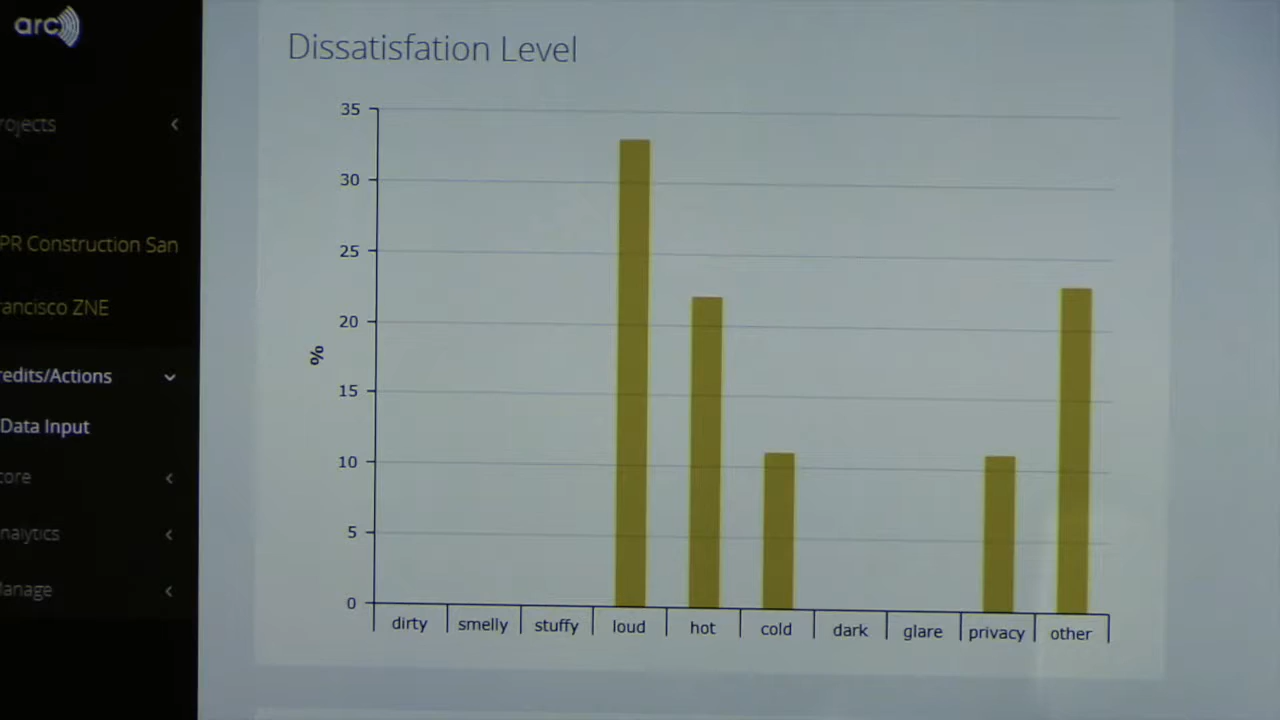 arc
rojects
PR Construction San
rancisco ZNE
redits/Actions
Data Input
core
nalytics
anage
Dissatisfation Level
35
30
25
20
15
10
5
0
%
dirty smelly stuffy loud hot cold dark glare privacy other